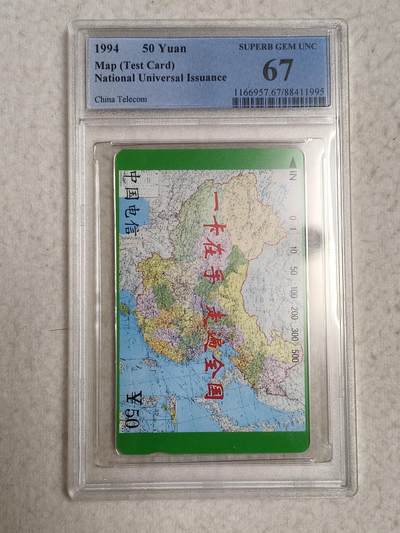 1994 50 Yuan
Map (Test Card)
National Universal Issuance
China Telecom
SUPERB GEM UNC
67
1166957.67/88411995
IN
0 1 10 50 100 200 300 500
中国电信
一卡在手 走遍全国
¥50